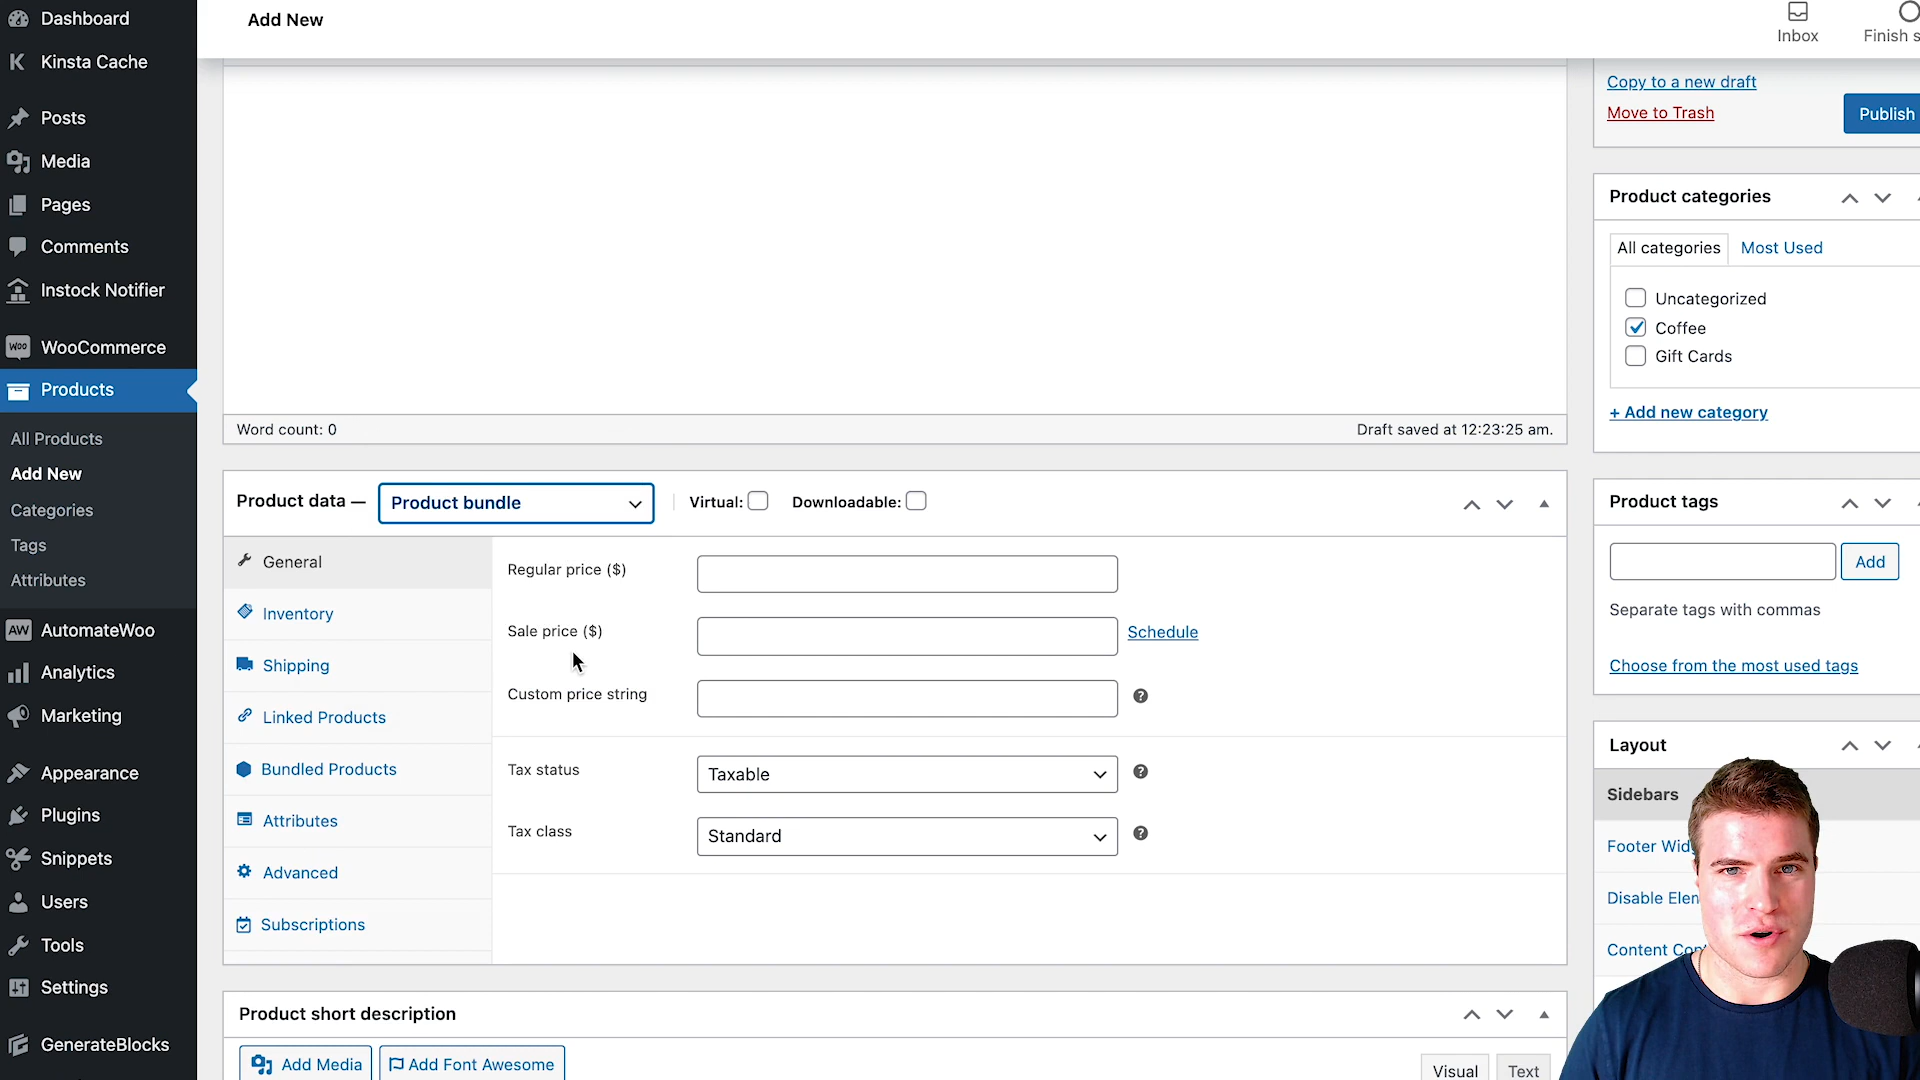 Dashboard
Kinsta Cache
Posts
Media
Pages
Comments
Instock Notifier
Woo
WooCommerce
Products
All Products
Add New
Categories
Tags
Attributes
AW
AutomateWoo
Analytics
Marketing
Appearance
Plugins
Snippets
Users
Tools
Settings
GenerateBlocks
Add New
Inbox
Finish s
Word count: 0
Draft saved at 12:23:25 am.
Product data —
Product bundle
Virtual:
Downloadable:
General
Inventory
Shipping
Linked Products
Bundled Products
Attributes
Advanced
Subscriptions
Regular price ($)
Sale price ($)
Schedule
Custom price string
Tax status
Taxable
Tax class
Standard
Product short description
Add Media
Add Font Awesome
Visual
Text
Copy to a new draft
Move to Trash
Publish
Product categories
All categories
Most Used
Uncategorized
Coffee
Gift Cards
+ Add new category
Product tags
Add
Separate tags with commas
Choose from the most used tags
Layout
Sidebars
Footer Wid
Disable Elen
Content Con